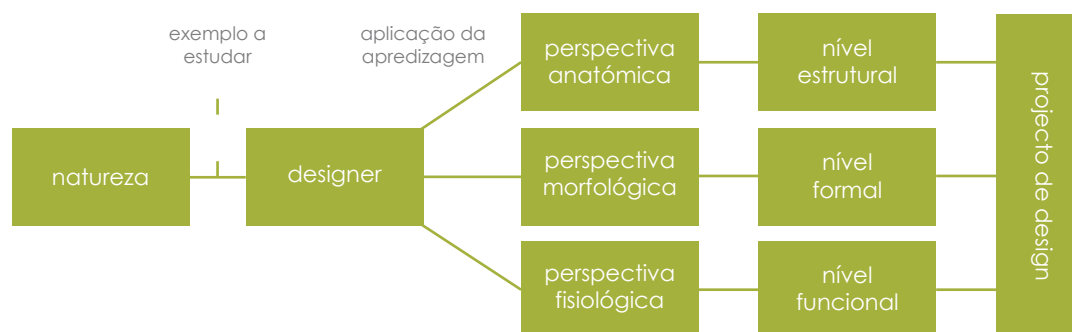 exemplo a
estudar
aplicação da
apredizagem
natureza
designer
perspectiva
anatómica
nível
estrutural
perspectiva
morfológica
nível
formal
perspectiva
fisiológica
nível
funcional
projecto de design